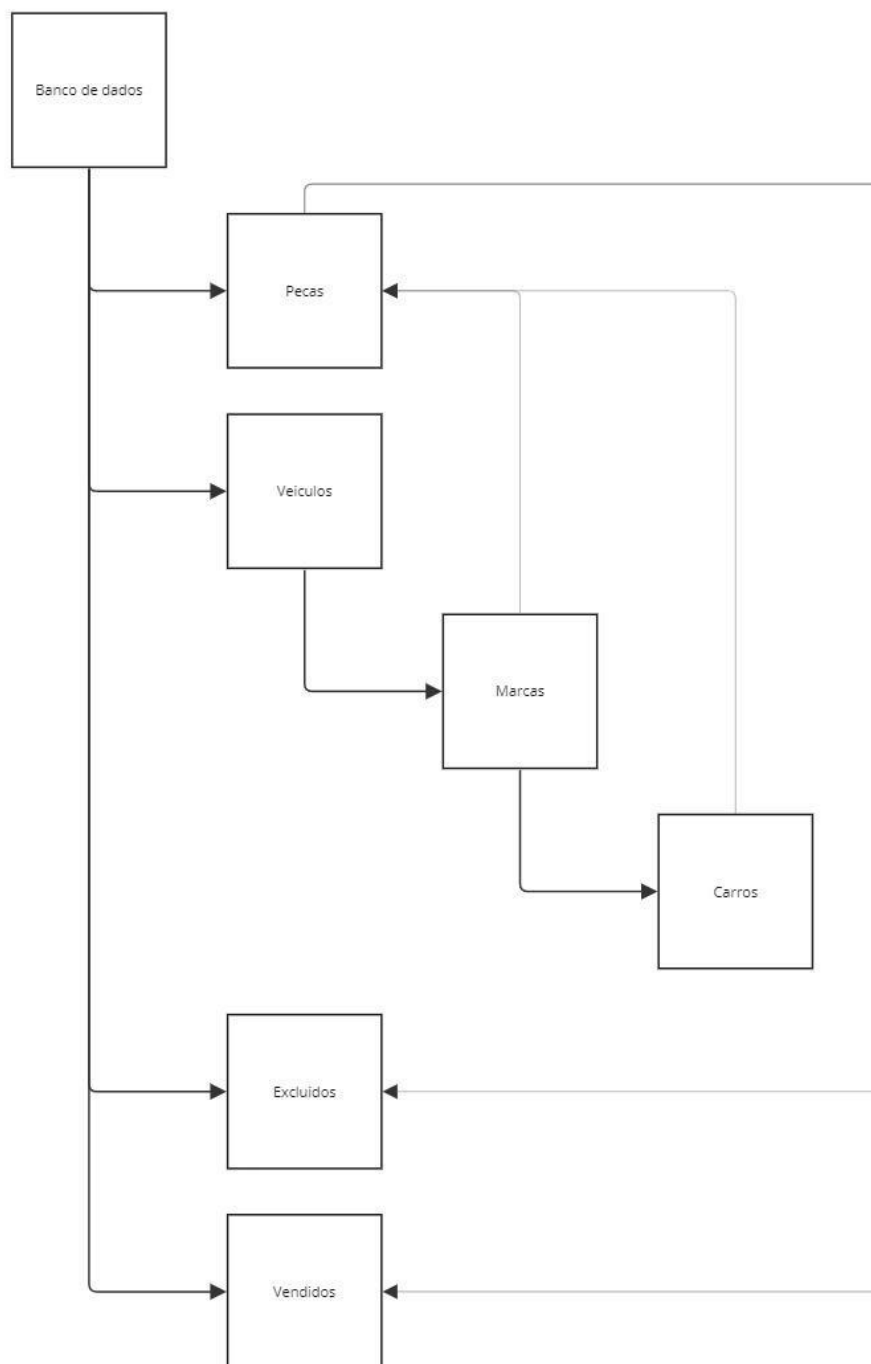 Banco de dados
Pecas
Veiculos
Marcas
Carros
Excluidos
Vendidos